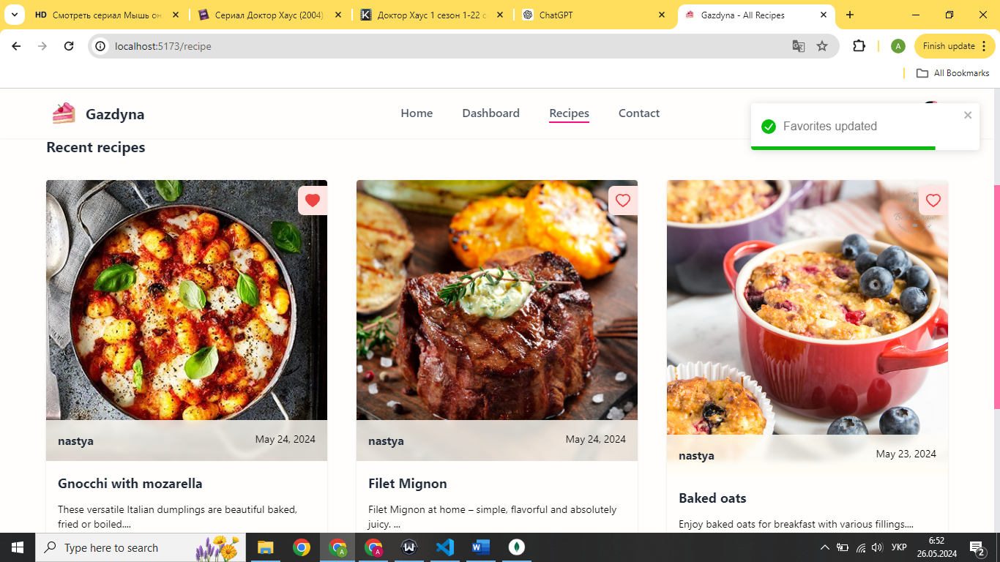 HD Смотреть сериал Мышь он
Сериал Доктор Хаус (2004)
K Доктор Хаус 1 сезон 1-22 с
ChatGPT
Gazdyna - All Recipes
localhost:5173/recipe
A
Finish update
All Bookmarks
Gazdyna
Home
Dashboard
Recipes
Contact
Favorites updated
Recent recipes
nastya
May 24, 2024
nastya
May 24, 2024
nastya
May 23, 2024
Gnocchi with mozarella
Filet Mignon
Baked oats
These versatile Italian dumplings are beautiful baked,
fried or boiled....
Filet Mignon at home – simple, flavorful and absolutely
juicy. ...
Enjoy baked oats for breakfast with various fillings....
Type here to search
УКР
6:52
26.05.2024
2